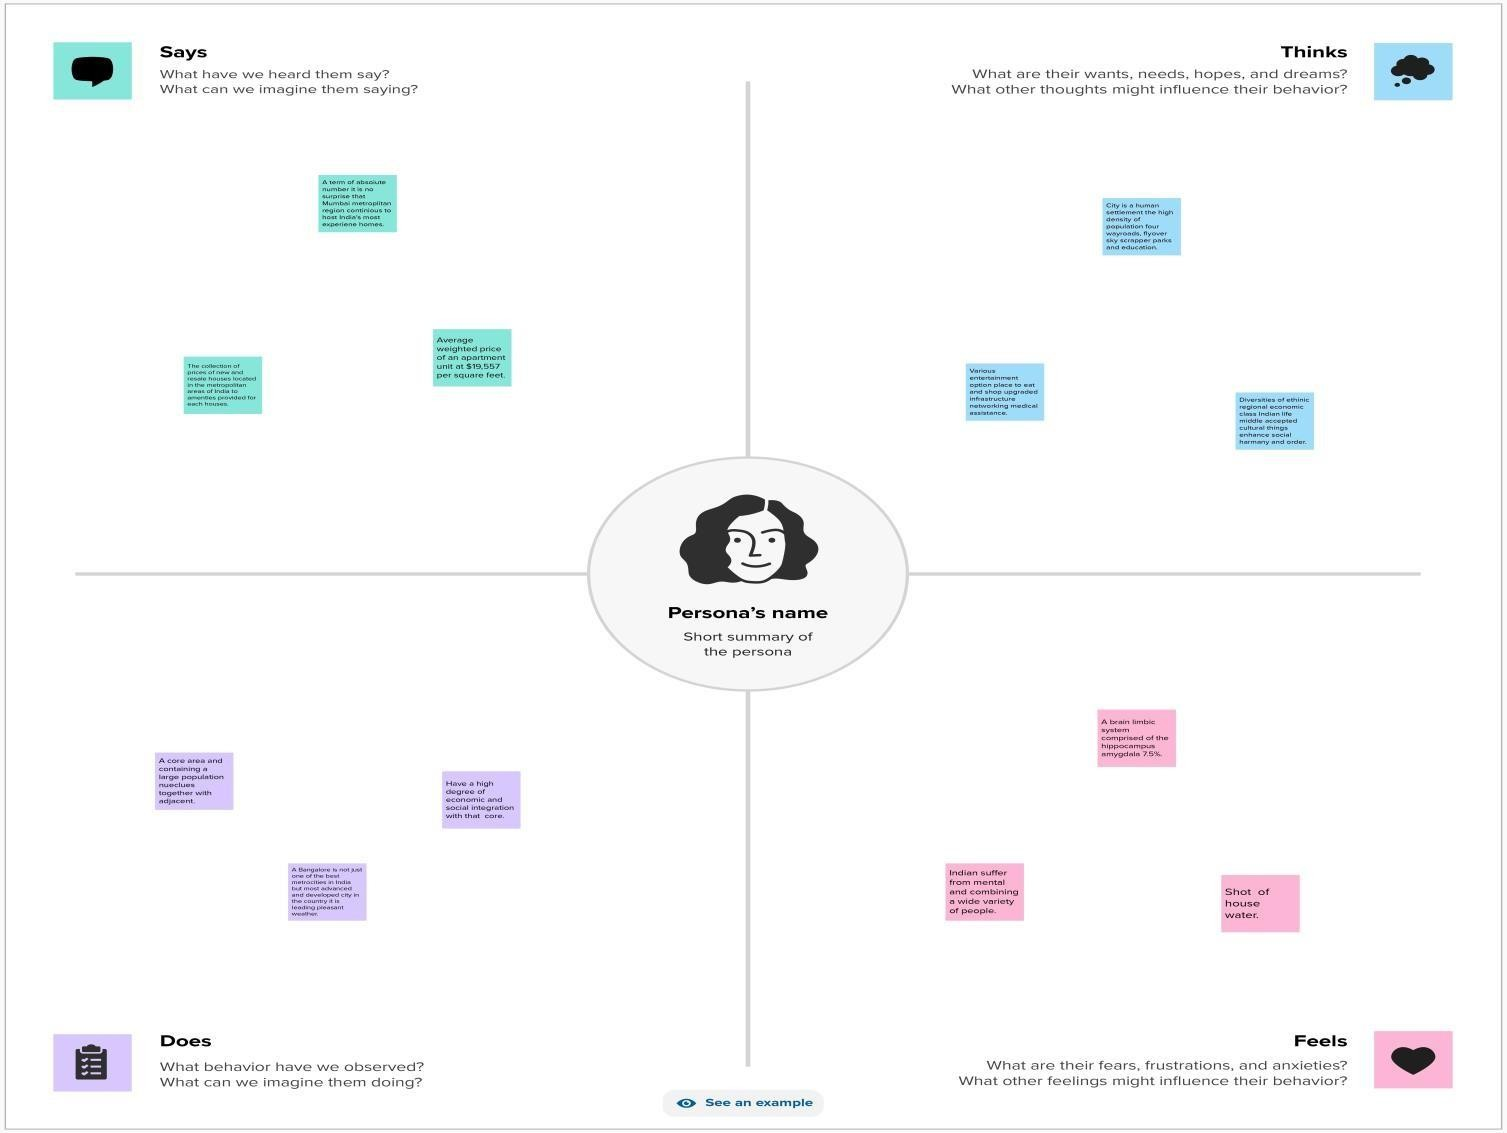 Says
What have we heard them say?
What can we imagine them saying?
Thinks
What are their wants, needs, hopes, and dreams?
What other thoughts might influence their behavior?
A term of absolute
number it is no
surprise that
Mumbai metroplitan
region continious to
host India's most
experiene homes.
The collection of
prices of new and
resale houses located
in the metropolitan
areas of India to
amenties provided for
each houses.
Average
weighted price
of an apartment
unit at $19,557
per square feet.
City is a human
settlement the high
density of
population four
wayroads, flyover
sky scrapper parks
and education.
Various
entertainment
option place to eat
and shop upgraded
infrastructure
networking medical
assistance.
Diversities of ethinic
regional economic
class Indian life
middle accepted
cultural things
enhance social
harmany and order.
Persona's name
Short summary of
the persona
A core area and
containing a
large population
nueclues
together with
adjacent.
Have a high
degree of
economic and
social integration
with that core.
A Bangalore is not just
one of the best
metrocities in India
but most advanced
and developed city in
the country it is
leading pleasant
weather.
A brain limbic
system
comprised of the
hippocampus
amygdala 7.5%.
Indian suffer
from mental
and combining
a wide variety
of people.
Shot of
house
water.
Does
What behavior have we observed?
What can we imagine them doing?
Feels
What are their fears, frustrations, and anxieties?
What other feelings might influence their behavior?
See an example